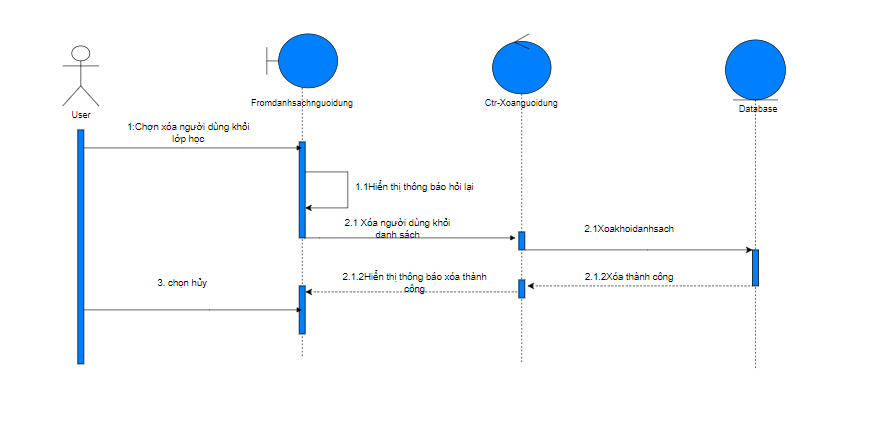 Fromdanhsachnguoidung
Ctr-Xoanguoidung
Database
User
1:Chọn xóa người dùng khỏi
lớp học
1.1Hiển thị thông báo hỏi lại
2.1 Xóa người dùng khỏi
danh sách
2.1Xoakhoidanhsach
2.1.2Hiển thị thông báo xóa thành
công
2.1.2Xóa thành công
3. chọn hủy